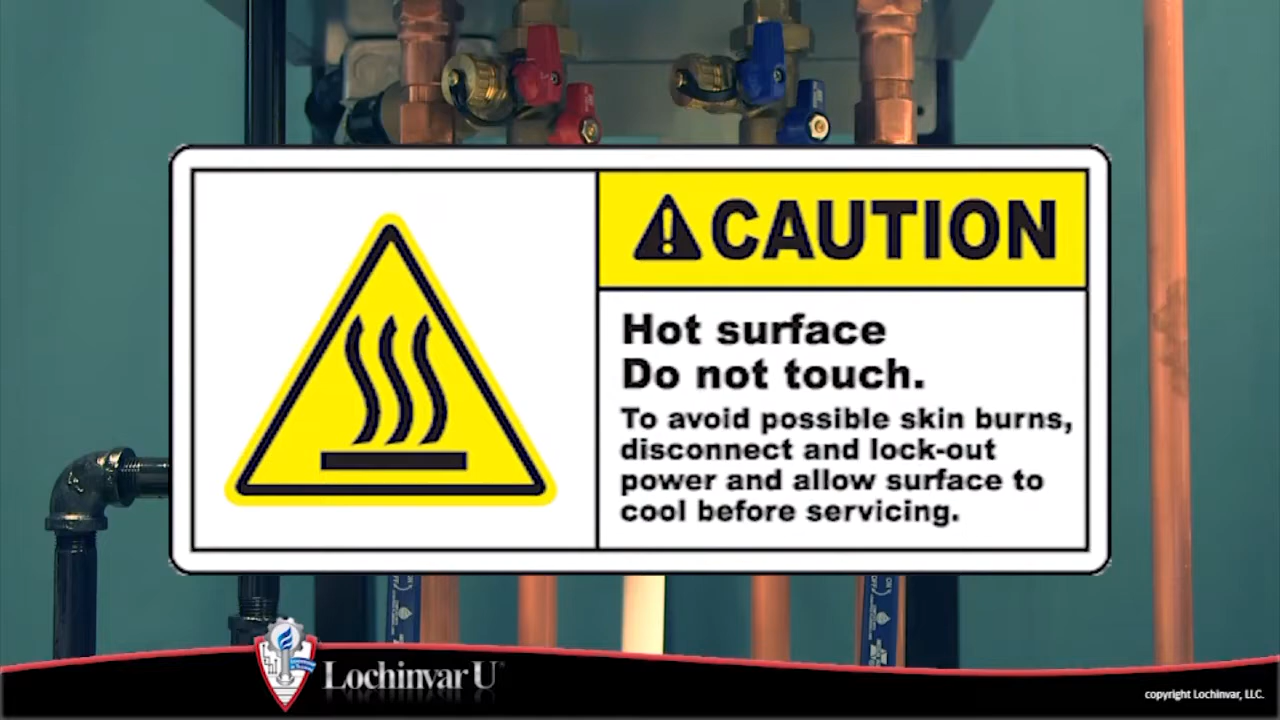 CAUTION
Hot surface
Do not touch.
To avoid possible skin burns,
disconnect and lock-out
power and allow surface to
cool before servicing.
Lochinvar U
copyright Lochinvar, LLC.